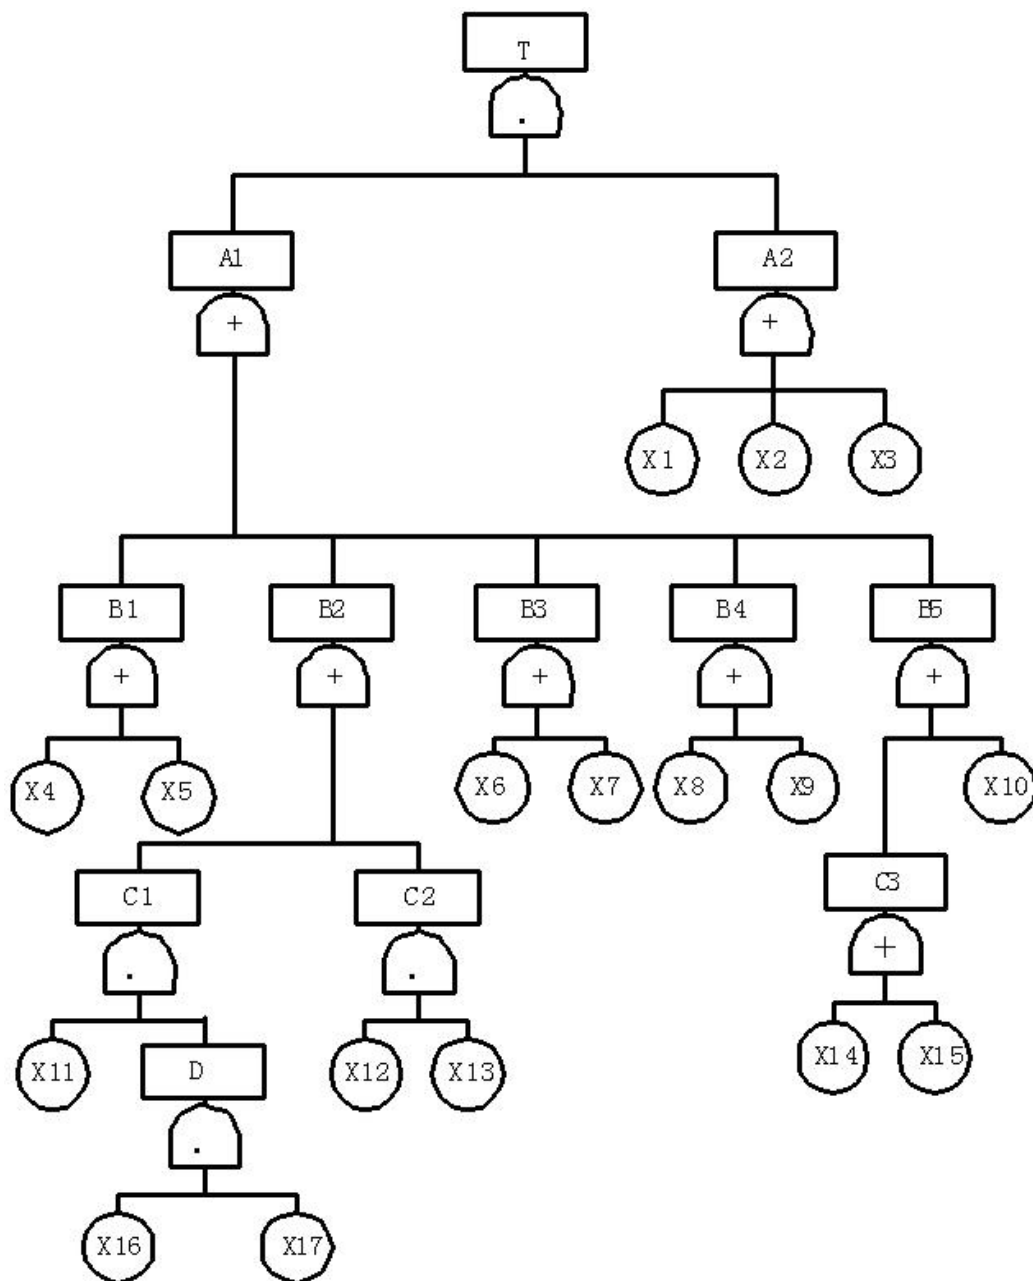 T
.
A1
A2
+
+
X1
X2
X3
B1
B2
B3
B4
B5
+
+
+
+
+
X4
X5
X6
X7
X8
X9
X10
C1
C2
C3
.
.
+
X11
D
X12
X13
X14
X15
.
X16
X17